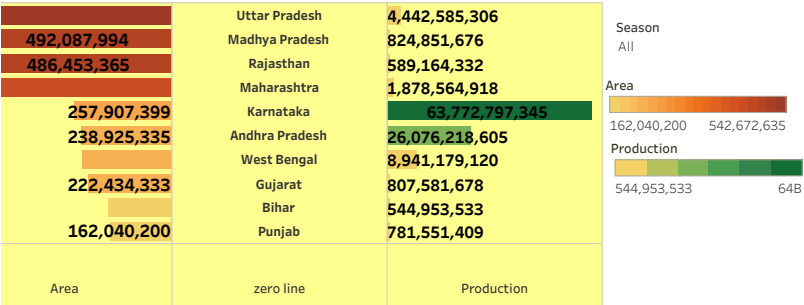 Uttar Pradesh 4,442,585,306
492,087,994 Madhya Pradesh 824,851,676
486,453,365 Rajasthan 589,164,332
Maharashtra 1,878,564,918
257,907,399 Karnataka 63,772,797,345
238,925,335 Andhra Pradesh 26,076,218,605
West Bengal 8,941,179,120
222,434,333 Gujarat 807,581,678
Bihar 544,953,533
162,040,200 Punjab 781,551,409
Area zero line Production
Season
All
Area
162,040,200 542,672,635
Production
544,953,533 64B